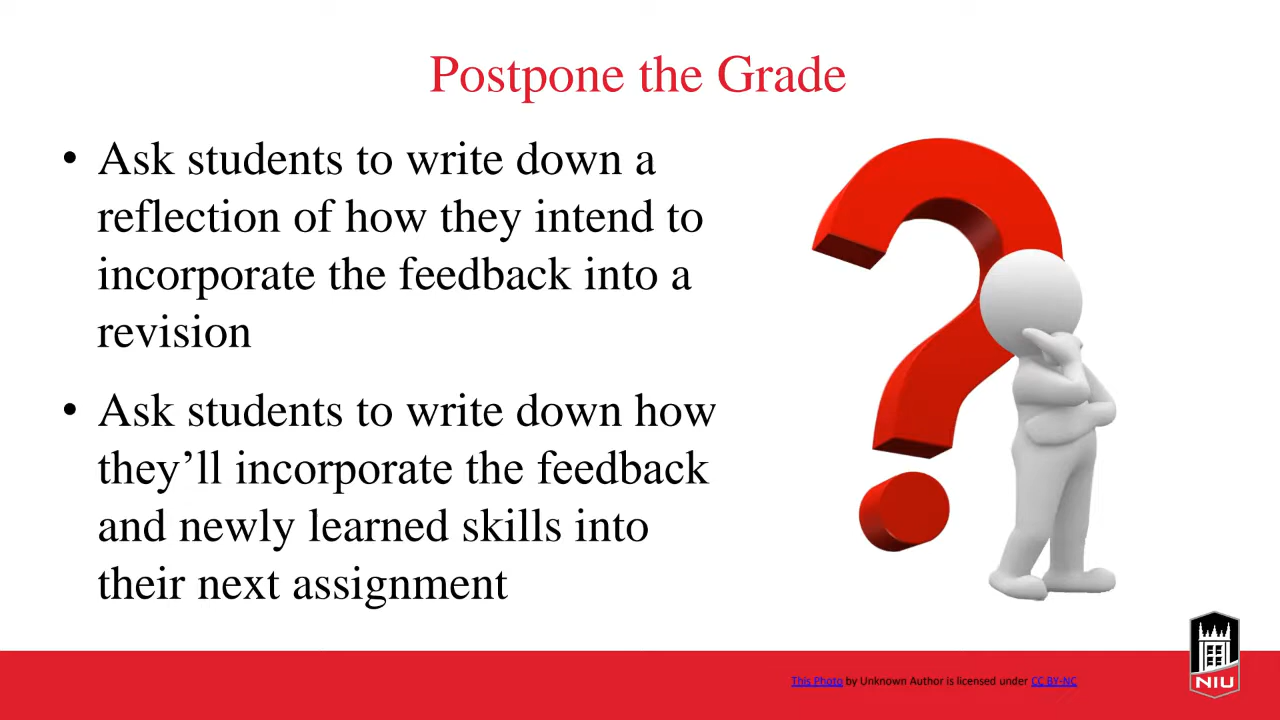 Postpone the Grade
• Ask students to write down a
reflection of how they intend to
incorporate the feedback into a
revision
• Ask students to write down how
they’ll incorporate the feedback
and newly learned skills into
their next assignment
This Photo by Unknown Author is licensed under CC BY-NC
NIU